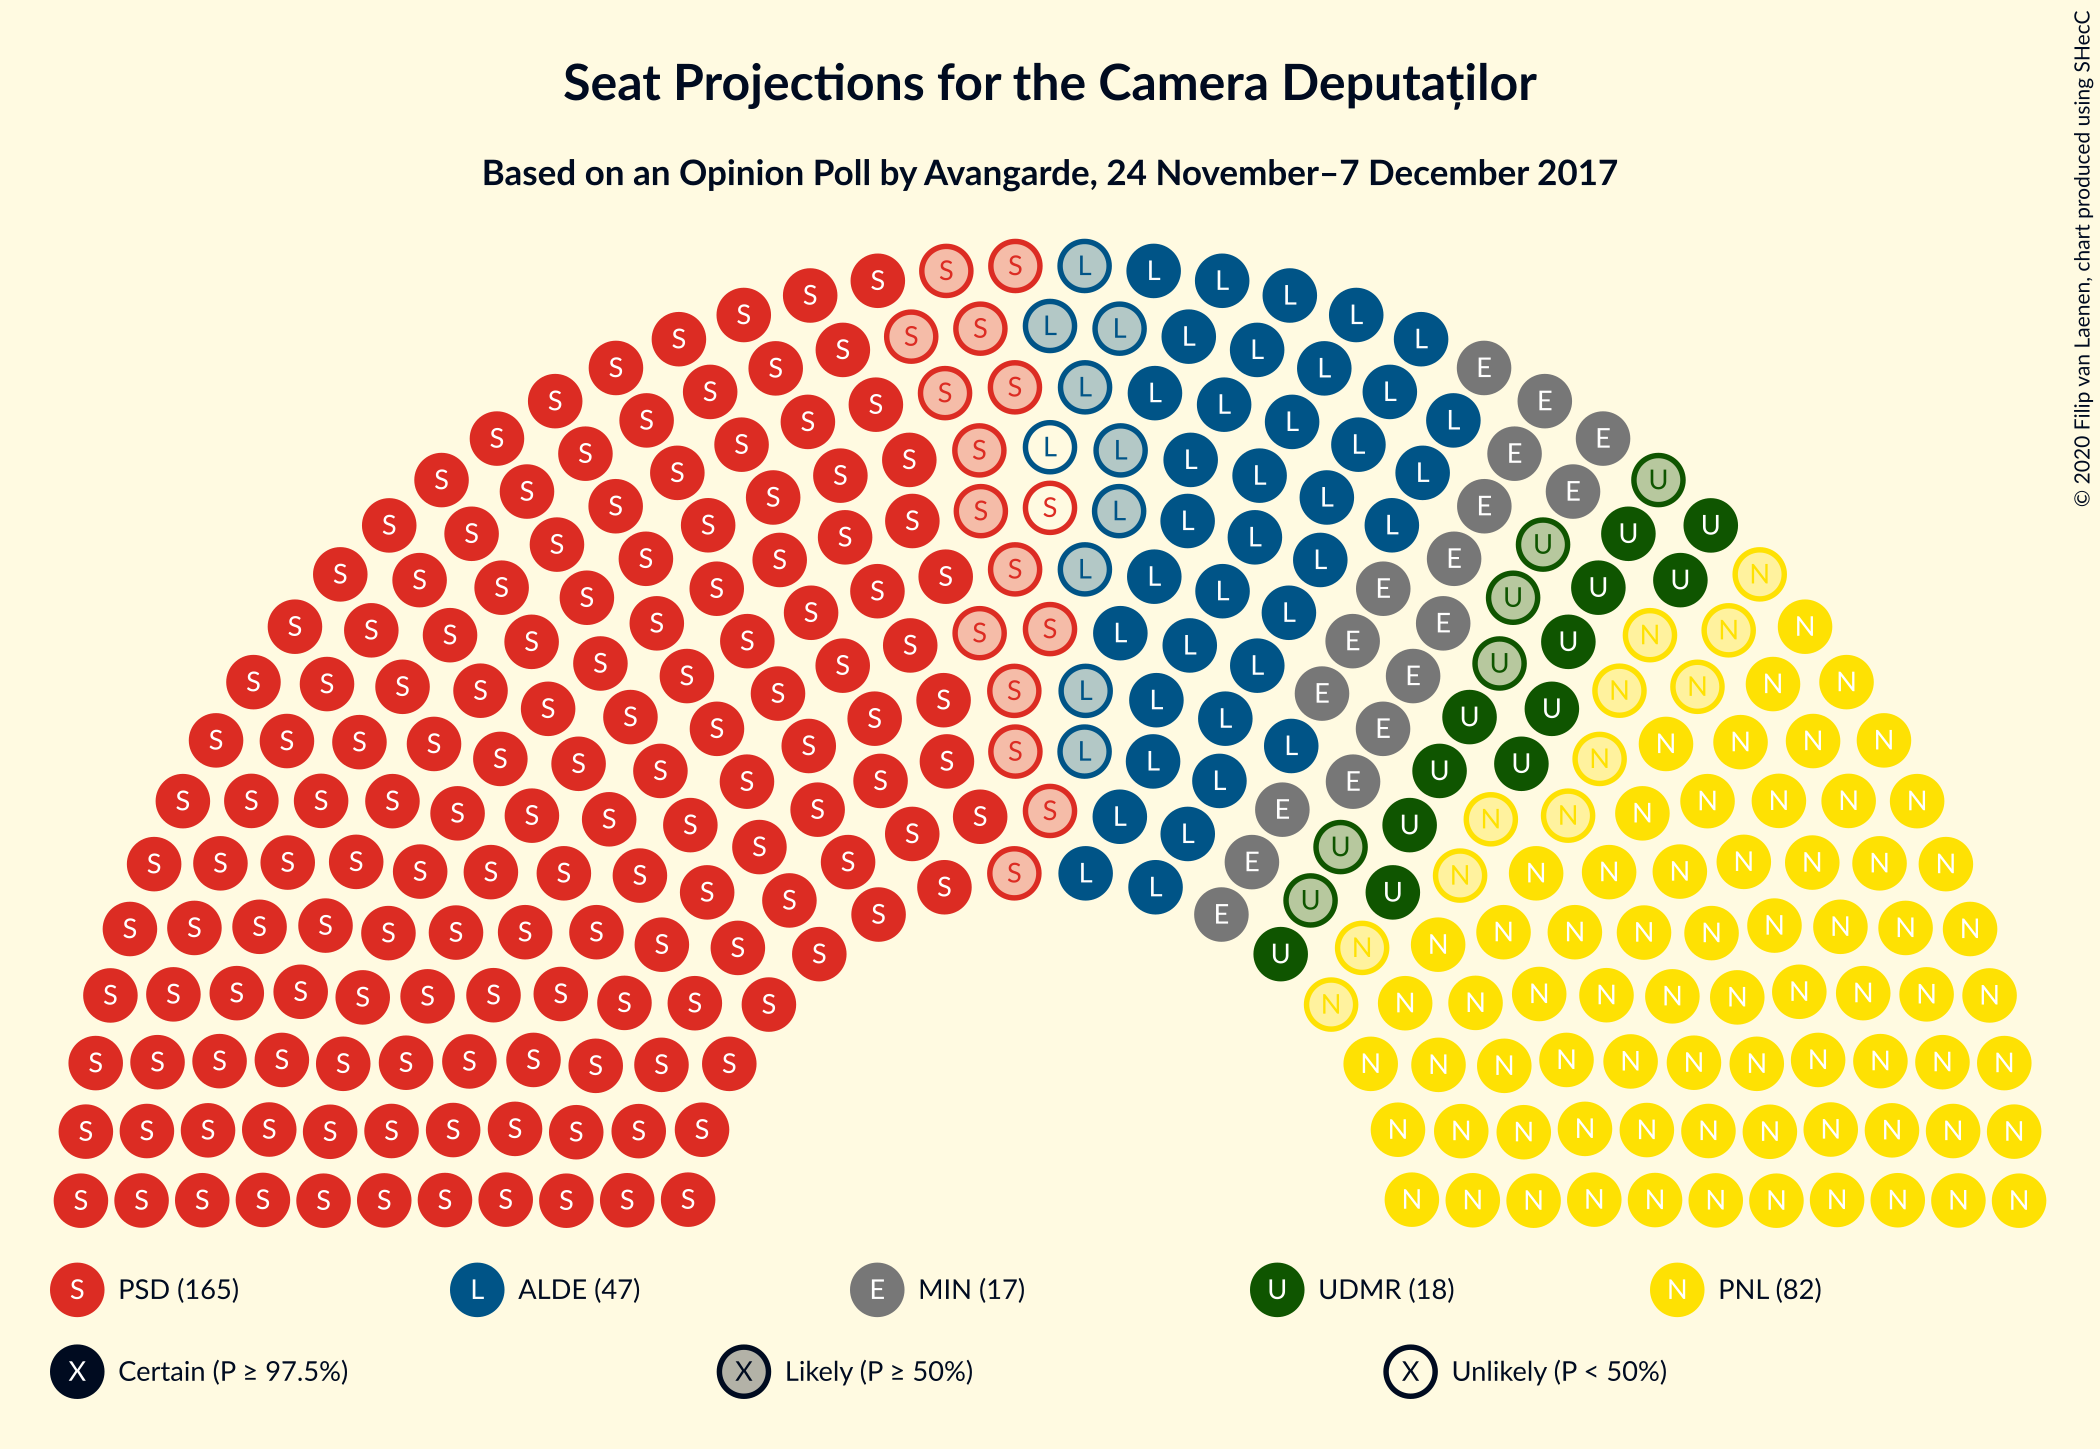 Seat Projections for the Camera Deputaților
Based on an Opinion Poll by Avangarde, 24 November–7 December 2017
© 2020 Filip van Laenen, chart produced using SHecC
S PSD (165) L ALDE (47) E MIN (17) U UDMR (18) N PNL (82)
X Certain (P ≥ 97.5%) X Likely (P ≥ 50%) X Unlikely (P < 50%)